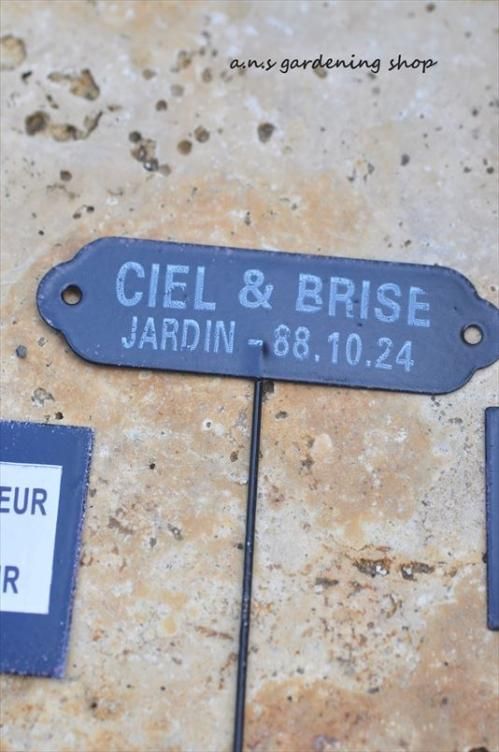 a.n.s gardening shop
CIEL & BRISE
JARDIN - 88.10.24
EUR
R